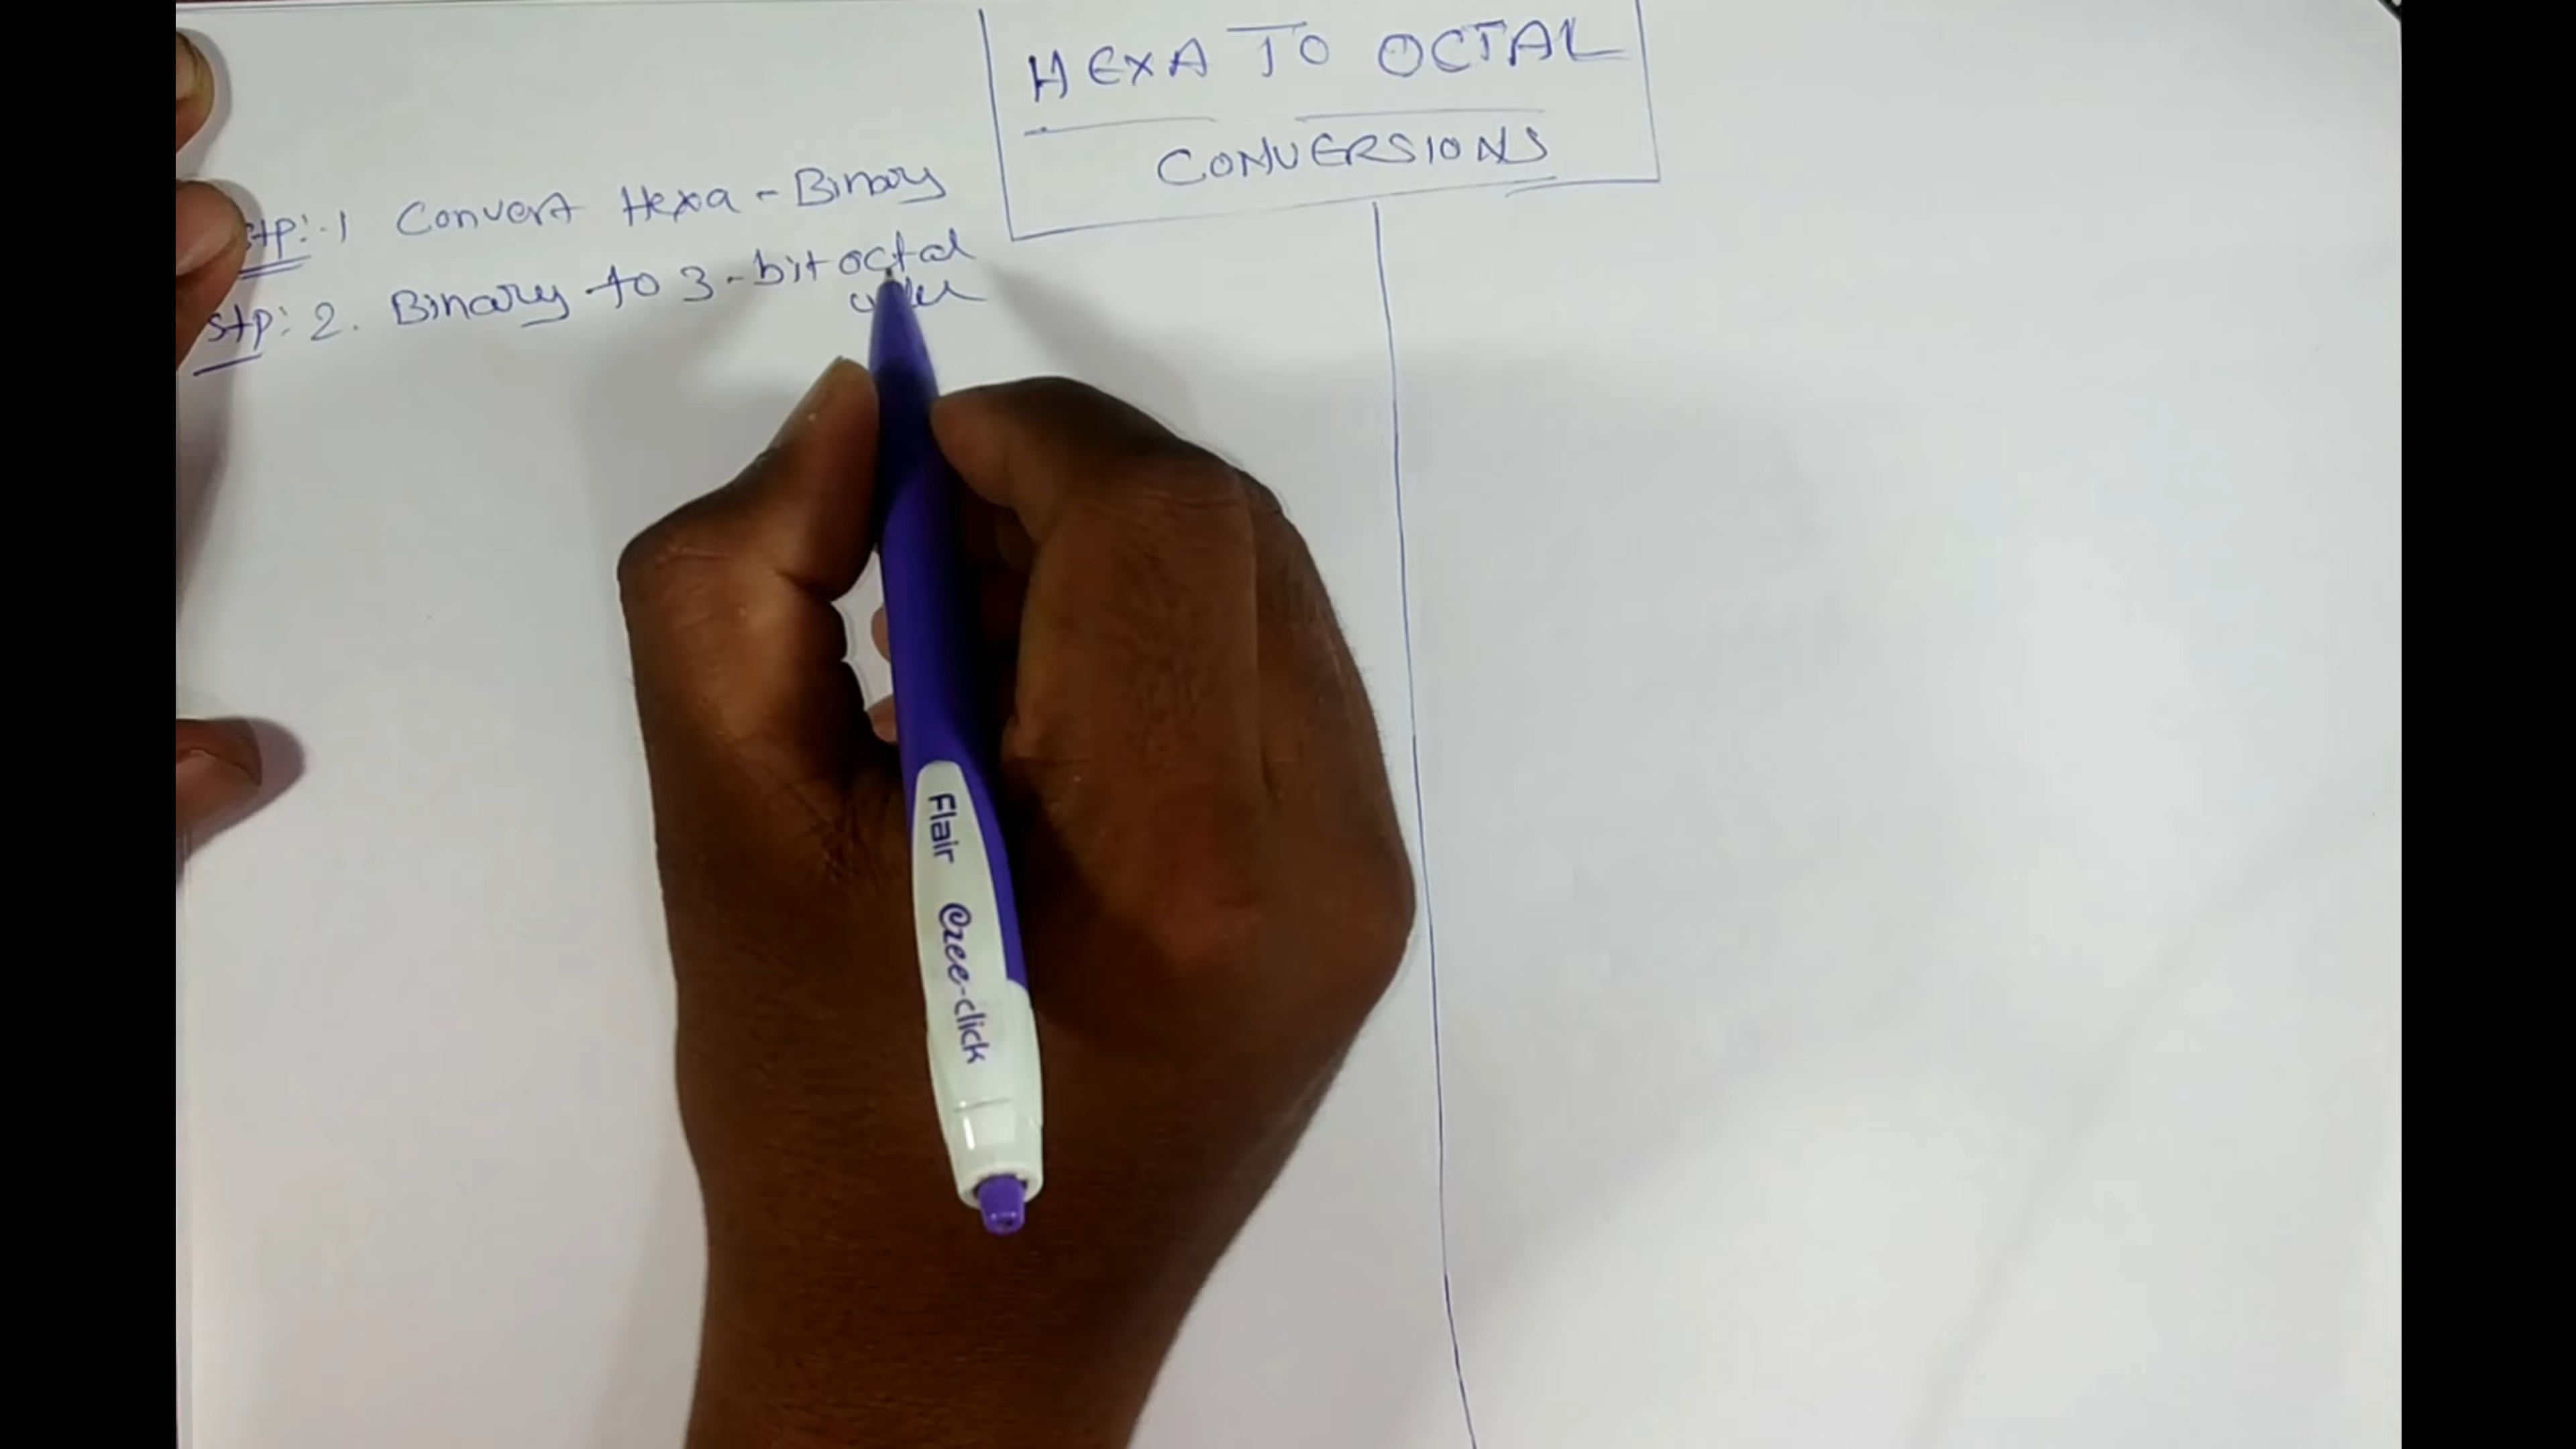 HEXA TO OCTAL
CONVERSIONS
stp:-1 Convert Hexa - Binary
stp: 2. Binary to 3-bit octal
Flair Ezee-click